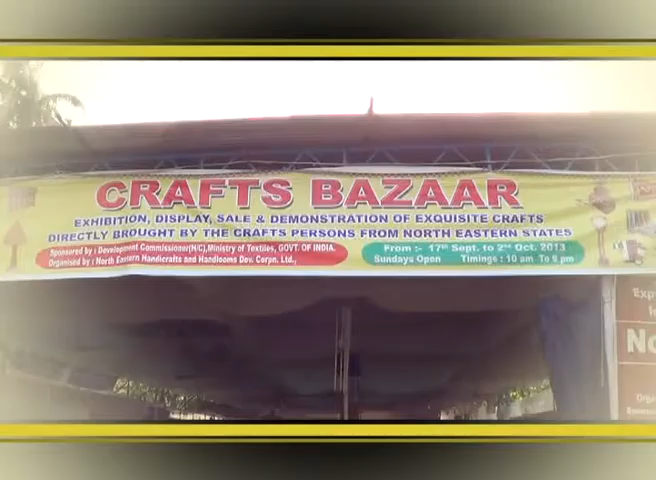 CRAFTS BAZAAR
EXHIBITION, DISPLAY, SALE & DEMONSTRATION OF EXQUISITE CRAFTS
DIRECTLY BROUGHT BY THE CRAFTS PERSONS FROM NORTH EASTERN STATES
Sponsored by : Development Commissioner(H/C),Ministry of Textiles, GOVT. OF INDIA.
Organised by : North Eastern Handicrafts and Handlooms Dev. Corpn. Ltd.,
From :- 17th Sept. to 2nd Oct. 2013
Sundays Open Timings : 10 am To 9 pm